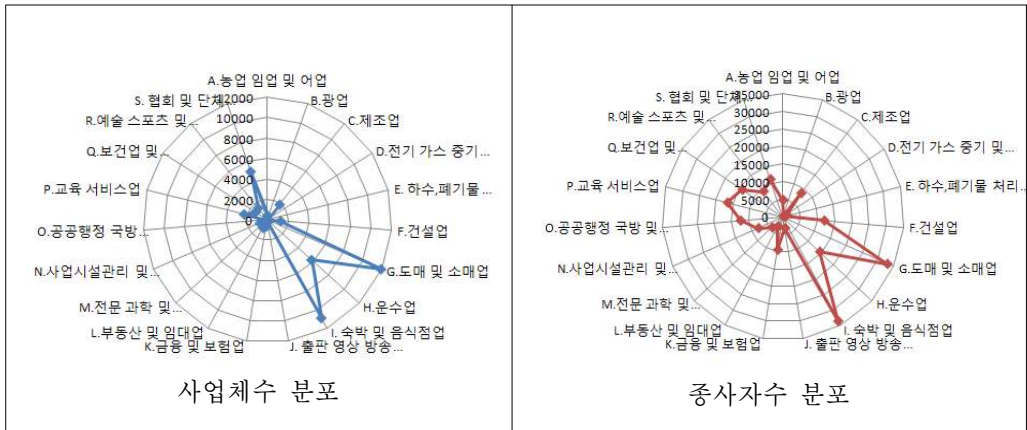 A.농업 임업 및 어업
B.광업
C.제조업
D.전기 가스 중기...
E. 하수,폐기물...
F.건설업
G.도매 및 소매업
H.운수업
I. 숙박 및 음식점업
J. 출판 영상 방송...
K.금융 및 보험업
L.부동산 및 임대업
M.전문 과학 및...
N.사업시설관리 및...
O.공공행정 국방 및...
P.교육 서비스업
Q.보건업 및...
R.예술 스포츠 및...
S. 협회 및 단체...
12000
10000
8000
6000
4000
2000
0
사업체수 분포
A.농업 임업 및 어업
B.광업
C.제조업
D.전기 가스 중기 및...
E. 하수,폐기물 처리...
F.건설업
G.도매 및 소매업
H.운수업
I. 숙박 및 음식점업
J. 출판 영상 방송...
K.금융 및 보험업
L.부동산 및 임대업
M.전문 과학 및...
N.사업시설관리 및...
O.공공행정 국방 및...
P.교육 서비스업
Q.보건업 및...
R.예술 스포츠 및...
S. 협회 및 단체...
35000
30000
25000
20000
15000
10000
5000
0
종사자수 분포